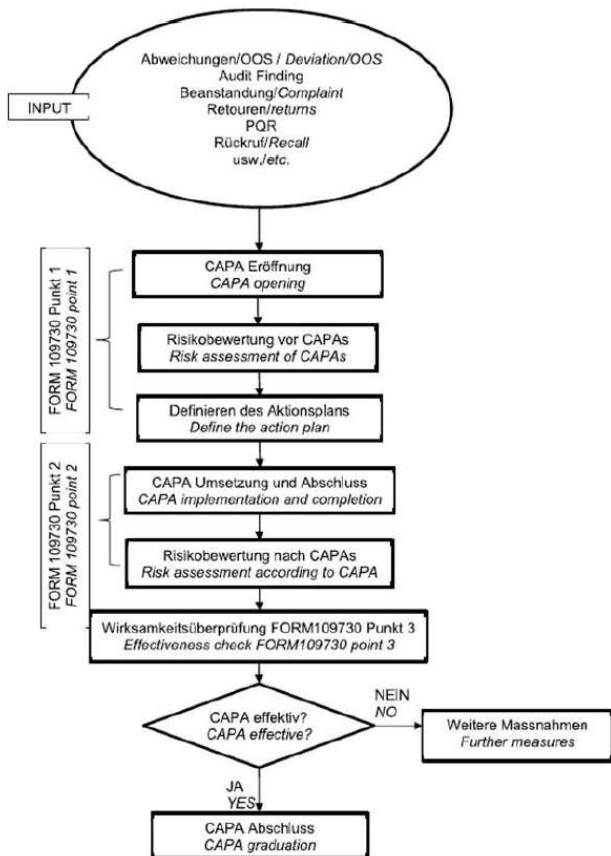 Abweichungen/OOS / Deviation/OOS
Audit Finding
Beanstandung/Complaint
Retouren/returns
PQR
Rückruf/Recall
usw./etc.
INPUT
FORM 109730 Punkt 1
FORM 109730 point 1
CAPA Eröffnung
CAPA opening
Risikobewertung vor CAPAs
Risk assessment of CAPAs
Definieren des Aktionsplans
Define the action plan
FORM 109730 Punkt 2
FORM 109730 point 2
CAPA Umsetzung und Abschluss
CAPA implementation and completion
Risikobewertung nach CAPAs
Risk assessment according to CAPA
Wirksamkeitsüberprüfung FORM109730 Punkt 3
Effectiveness check FORM109730 point 3
CAPA effektiv?
CAPA effective?
NEIN
NO
Weitere Massnahmen
Further measures
JA
YES
CAPA Abschluss
CAPA graduation